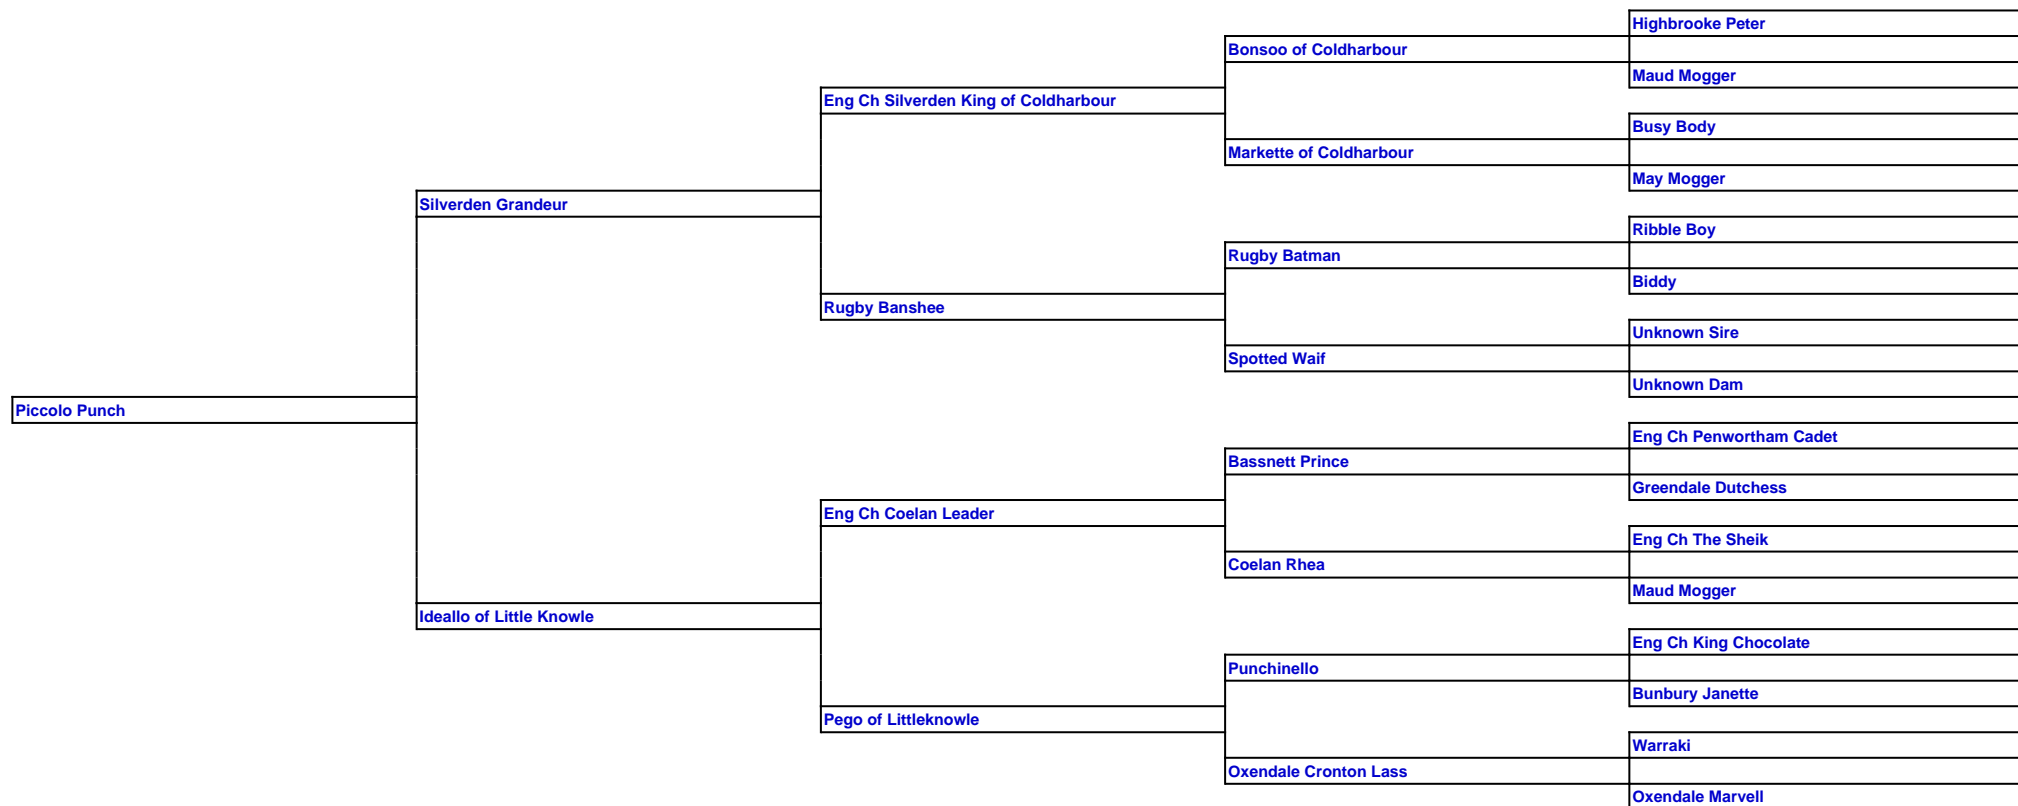 Highbrooke Peter
Bonsoo of Coldharbour
Maud Mogger
Eng Ch Silverden King of Coldharbour
Busy Body
Markette of Coldharbour
May Mogger
Silverden Grandeur
Ribble Boy
Rugby Batman
Biddy
Rugby Banshee
Unknown Sire
Spotted Waif
Unknown Dam
Piccolo Punch
Eng Ch Penwortham Cadet
Bassnett Prince
Greendale Dutchess
Eng Ch Coelan Leader
Eng Ch The Sheik
Coelan Rhea
Maud Mogger
Ideallo of Little Knowle
Eng Ch King Chocolate
Punchinello
Bunbury Janette
Pego of Littleknowle
Warraki
Oxendale Cronton Lass
Oxendale Marvell